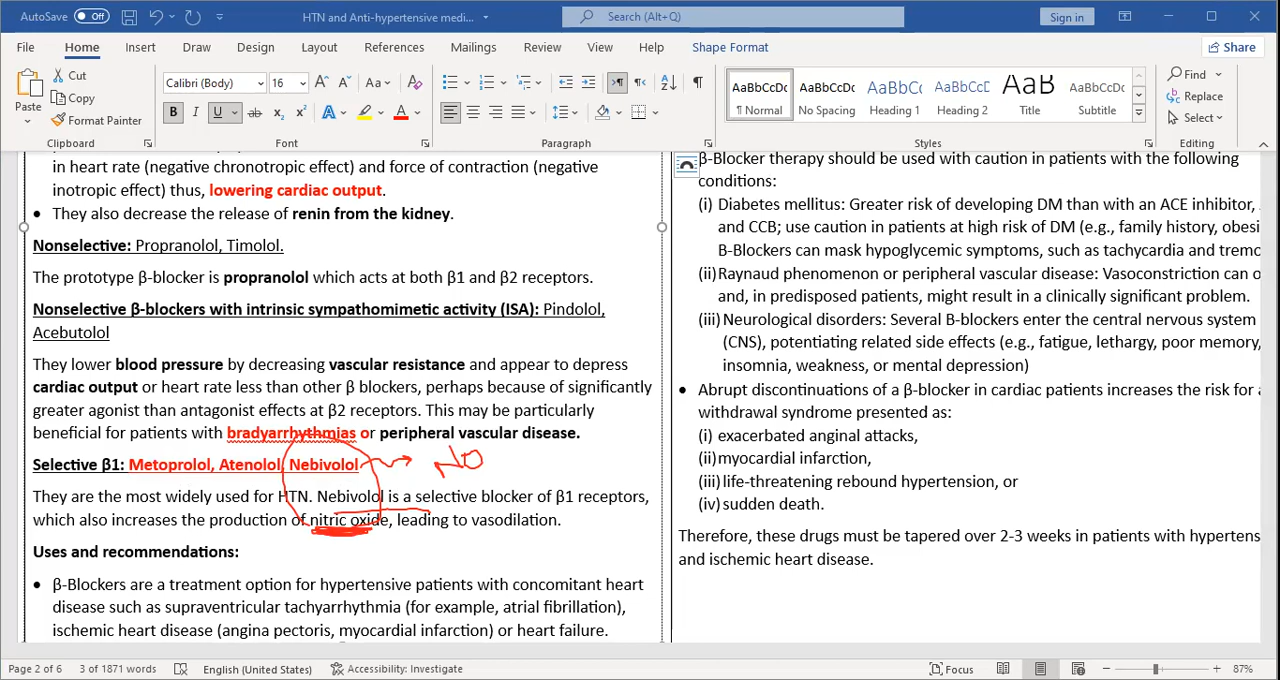 AutoSave Off
HTN and Anti-hypertensive medi...
Search (Alt+Q)
Sign in
File Home Insert Draw Design Layout References Mailings Review View Help Shape Format
Share
Paste
Cut
Copy
Format Painter
Calibri (Body) 16
AaBbCcDc AaBbCcDc AaBbCc AaBbCcD AaB AaBbCcD
¶ Normal No Spacing Heading 1 Heading 2 Title Subtitle
Find
Replace
Select
Clipboard Font Paragraph Styles Editing
in heart rate (negative chronotropic effect) and force of contraction (negative
inotropic effect) thus, lowering cardiac output.
• They also decrease the release of renin from the kidney.
Nonselective: Propranolol, Timolol.
The prototype β-blocker is propranolol which acts at both β1 and β2 receptors.
Nonselective β-blockers with intrinsic sympathomimetic activity (ISA): Pindolol,
Acebutolol
They lower blood pressure by decreasing vascular resistance and appear to depress
cardiac output or heart rate less than other β blockers, perhaps because of significantly
greater agonist than antagonist effects at β2 receptors. This may be particularly
beneficial for patients with bradyarrhythmias or peripheral vascular disease.
Selective β1: Metoprolol, Atenolol, Nebivolol
NO
They are the most widely used for HTN. Nebivolol is a selective blocker of β1 receptors,
which also increases the production of nitric oxide, leading to vasodilation.
Uses and recommendations:
• β-Blockers are a treatment option for hypertensive patients with concomitant heart
disease such as supraventricular tachyarrhythmia (for example, atrial fibrillation),
ischemic heart disease (angina pectoris, myocardial infarction) or heart failure.
β-Blocker therapy should be used with caution in patients with the following
conditions:
(i) Diabetes mellitus: Greater risk of developing DM than with an ACE inhibitor,
and CCB; use caution in patients at high risk of DM (e.g., family history, obesi
B-Blockers can mask hypoglycemic symptoms, such as tachycardia and tremo
(ii) Raynaud phenomenon or peripheral vascular disease: Vasoconstriction can o
and, in predisposed patients, might result in a clinically significant problem.
(iii) Neurological disorders: Several B-blockers enter the central nervous system
(CNS), potentiating related side effects (e.g., fatigue, lethargy, poor memory,
insomnia, weakness, or mental depression)
• Abrupt discontinuations of a β-blocker in cardiac patients increases the risk for a
withdrawal syndrome presented as:
(i) exacerbated anginal attacks,
(ii) myocardial infarction,
(iii) life-threatening rebound hypertension, or
(iv) sudden death.
Therefore, these drugs must be tapered over 2-3 weeks in patients with hypertens
and ischemic heart disease.
Page 2 of 6 3 of 1871 words English (United States) Accessibility: Investigate Focus 87%